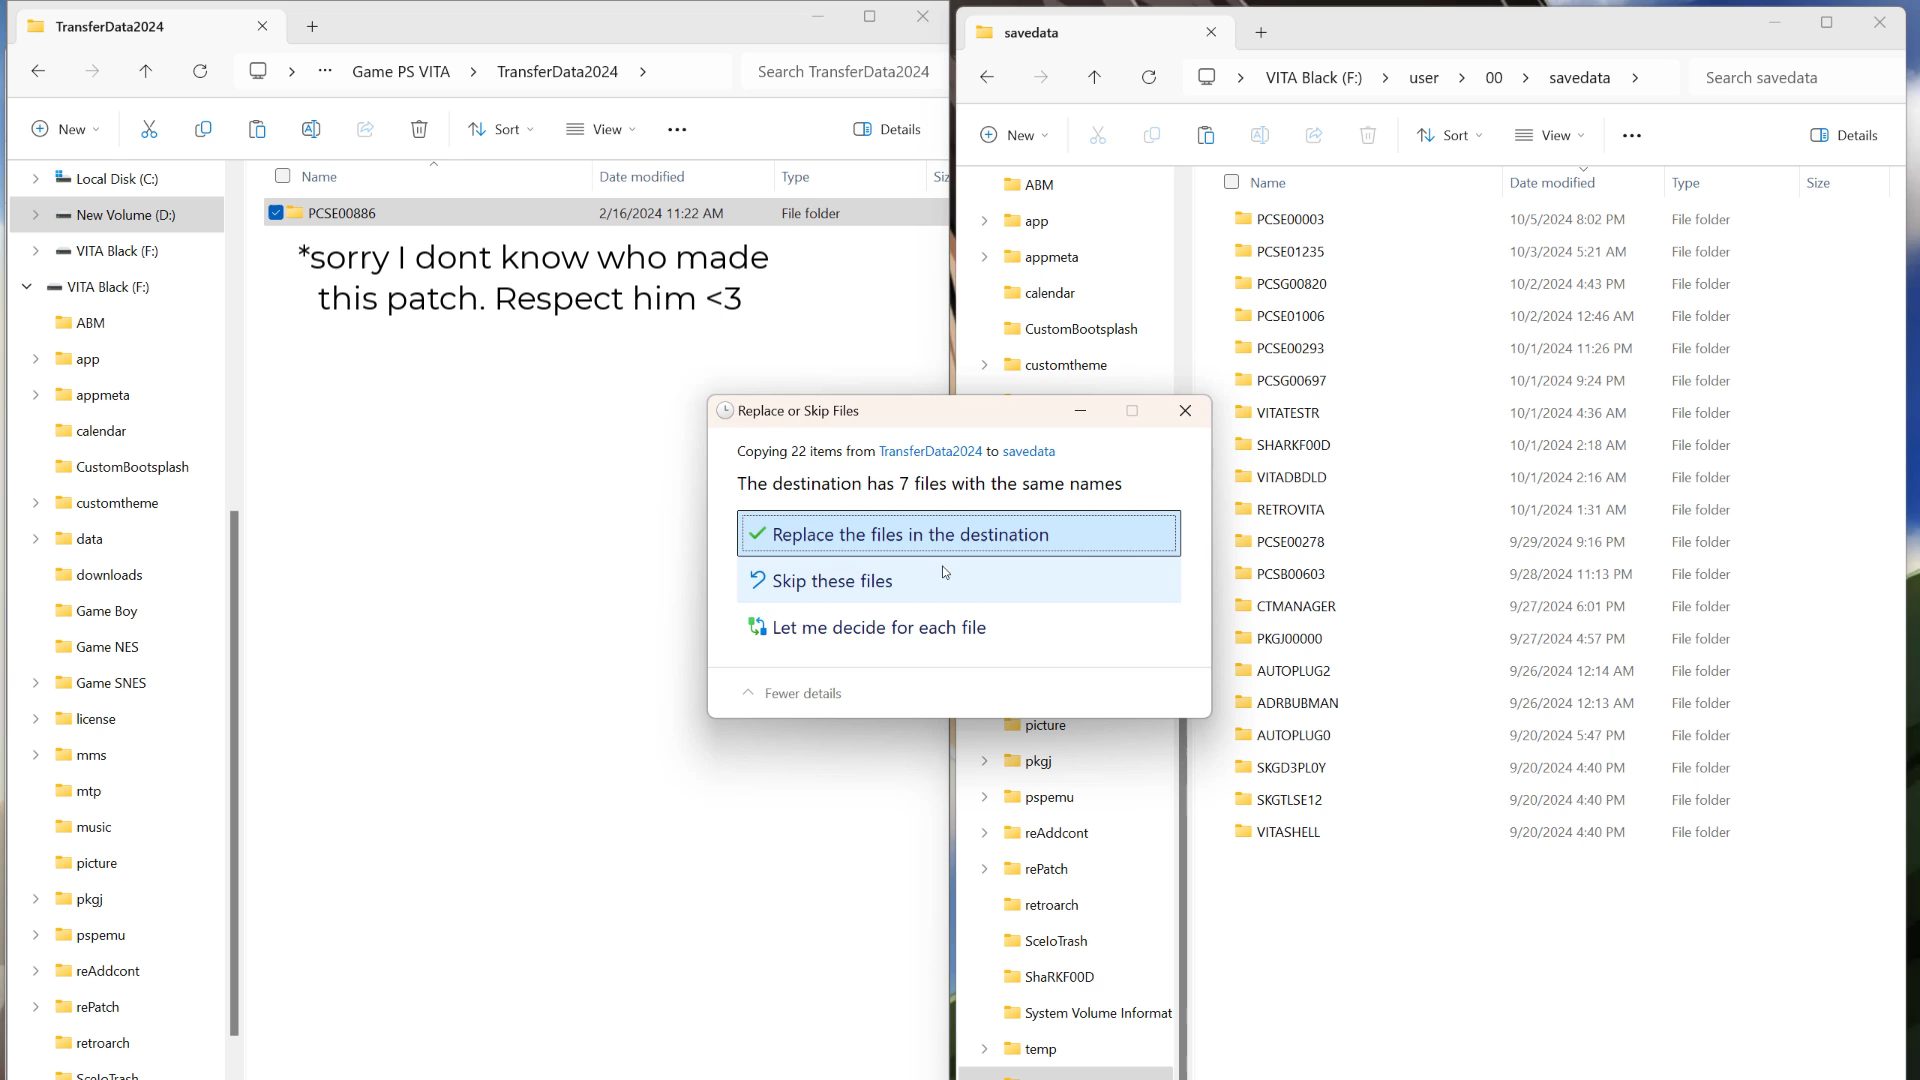 TransferData2024
Game PS VITA
TransferData2024
Search TransferData2024
New
Sort
View
Details
Name
Date modified
Type
Siz
Local Disk (C:)
New Volume (D:)
VITA Black (F:)
VITA Black (F:)
ABM
app
appmeta
calendar
CustomBootsplash
customtheme
data
downloads
Game Boy
Game NES
Game SNES
license
mms
mtp
music
picture
pkgj
pspemu
reAddcont
rePatch
retroarch
SceIoTrash
PCSE00886
2/16/2024 11:22 AM
File folder
*sorry I dont know who made
this patch. Respect him <3
Replace or Skip Files
Copying 22 items from TransferData2024 to savedata
The destination has 7 files with the same names
Replace the files in the destination
Skip these files
Let me decide for each file
Fewer details
savedata
VITA Black (F:)
user
00
savedata
Search savedata
New
Sort
View
Details
ABM
app
appmeta
calendar
CustomBootsplash
customtheme
picture
pkgj
pspemu
reAddcont
rePatch
retroarch
SceIoTrash
ShaRKF00D
System Volume Informat
temp
Name
Date modified
Type
Size
PCSE00003 10/5/2024 8:02 PM File folder
PCSE01235 10/3/2024 5:21 AM File folder
PCSG00820 10/2/2024 4:43 PM File folder
PCSE01006 10/2/2024 12:46 AM File folder
PCSE00293 10/1/2024 11:26 PM File folder
PCSG00697 10/1/2024 9:24 PM File folder
VITATESTR 10/1/2024 4:36 AM File folder
SHARKF00D 10/1/2024 2:18 AM File folder
VITADBDLD 10/1/2024 2:16 AM File folder
RETROVITA 10/1/2024 1:31 AM File folder
PCSE00278 9/29/2024 9:16 PM File folder
PCSB00603 9/28/2024 11:13 PM File folder
CTMANAGER 9/27/2024 6:01 PM File folder
PKGJ00000 9/27/2024 4:57 PM File folder
AUTOPLUG2 9/26/2024 12:14 AM File folder
ADRBUBMAN 9/26/2024 12:13 AM File folder
AUTOPLUG0 9/20/2024 5:47 PM File folder
SKGD3PL0Y 9/20/2024 4:40 PM File folder
SKGTLSE12 9/20/2024 4:40 PM File folder
VITASHELL 9/20/2024 4:40 PM File folder